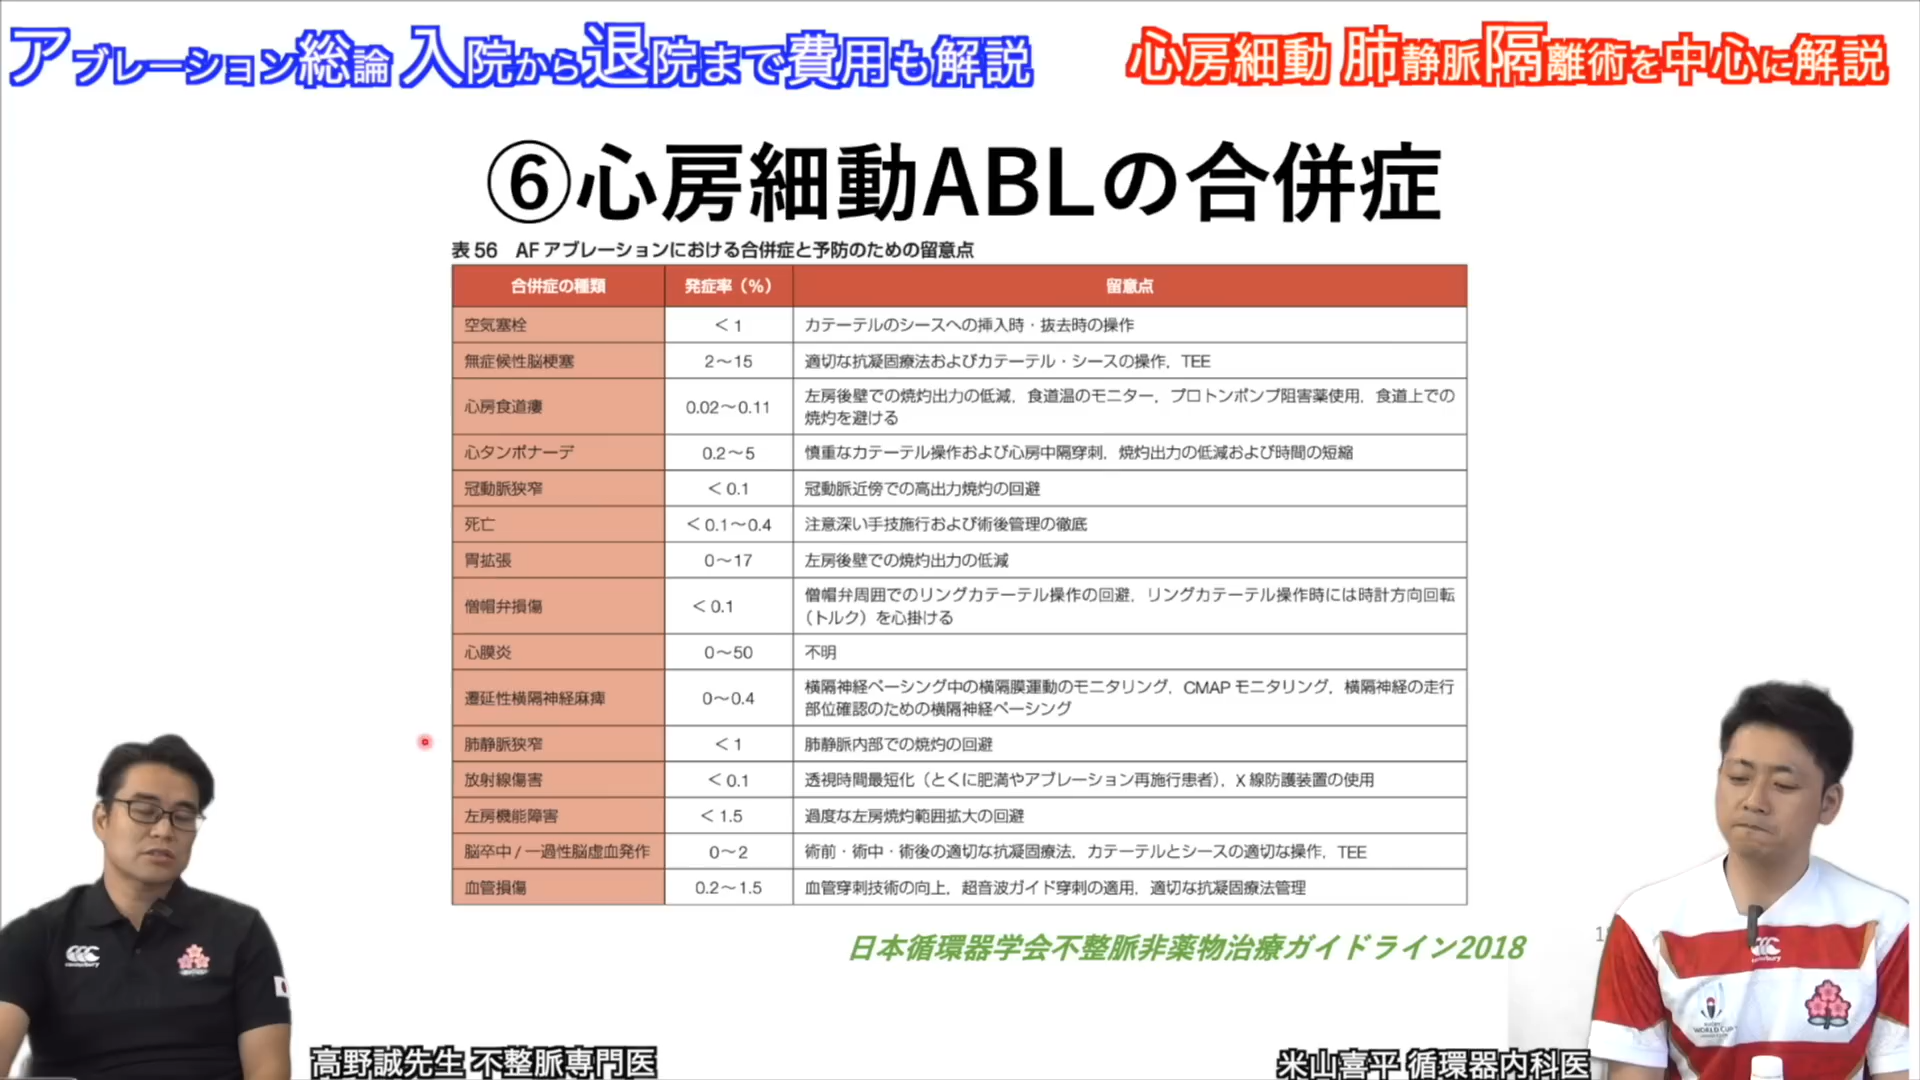 アブレーション総論 入院から退院まで費用も解説
心房細動 肺静脈隔離術を中心に解説
⑥心房細動ABLの合併症
表 56 AF アブレーションにおける合併症と予防のための留意点
合併症の種類 発症率（%） 留意点
空気塞栓 < 1 カテーテルのシースへの挿入時・抜去時の操作
無症候性脳梗塞 2〜15 適切な抗凝固療法およびカテーテル・シースの操作，TEE
心房食道瘻 0.02〜0.11 左房後壁での焼灼出力の低減，食道温のモニター，プロトンポンプ阻害薬使用，食道上での
焼灼を避ける
心タンポナーデ 0.2〜5 慎重なカテーテル操作および心房中隔穿刺，焼灼出力の低減および時間の短縮
冠動脈狭窄 < 0.1 冠動脈近傍での高出力焼灼の回避
死亡 < 0.1〜0.4 注意深い手技施行および術後管理の徹底
胃拡張 0〜17 左房後壁での焼灼出力の低減
僧帽弁損傷 < 0.1 僧帽弁周囲でのリングカテーテル操作の回避，リングカテーテル操作時には時計方向回転
（トルク）を心掛ける
心膜炎 0〜50 不明
遷延性横隔神経麻痺 0〜0.4 横隔神経ペーシング中の横隔膜運動のモニタリング，CMAP モニタリング，横隔神経の走行
部位確認のための横隔神経ペーシング
肺静脈狭窄 < 1 肺静脈内部での焼灼の回避
放射線傷害 < 0.1 透視時間最短化（とくに肥満やアブレーション再施行患者），X 線防護装置の使用
左房機能障害 < 1.5 過度な左房焼灼範囲拡大の回避
脳卒中 / 一過性脳虚血発作 0〜2 術前・術中・術後の適切な抗凝固療法，カテーテルとシースの適切な操作，TEE
血管損傷 0.2〜1.5 血管穿刺技術の向上，超音波ガイド穿刺の適用，適切な抗凝固療法管理
日本循環器学会不整脈非薬物治療ガイドライン2018
canterbury
WORLD CUP
高野誠先生 不整脈専門医
米山喜平 循環器内科医